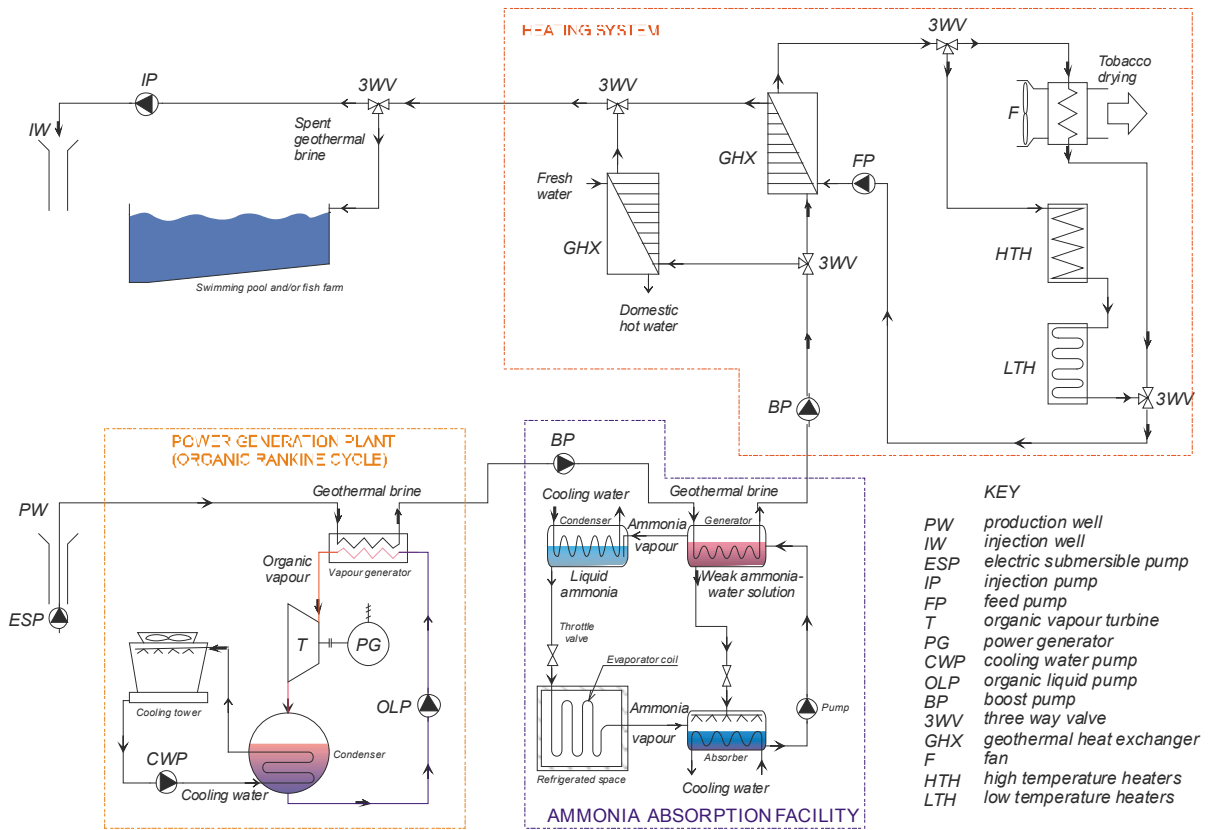 HEATING SYSTEM
3WV
IP
3WV
3WV
Tobacco
drying
F
IW
Spent
geothermal
brine
GHX
FP
Fresh
water
GHX
3WV
HTH
Swimming pool and/or fish farm
Domestic
hot water
LTH
3WV
BP
POWER GENERATION PLANT
(ORGANIC RANKINE CYCLE)
BP
Geothermal brine
PW
Cooling water
Geothermal brine
Condenser
Ammonia
vapour
Generator
Organic
vapour
Vapour generator
Liquid
ammonia
Weak ammonia-
water solution
ESP
T
PG
Throttle
valve
Evaporator coil
Cooling tower
OLP
Ammonia
vapour
Pump
Condenser
CWP
Cooling water
Refrigerated space
Absorber
Cooling water
AMMONIA ABSORPTION FACILITY
KEY
PW production well
IW injection well
ESP electric submersible pump
IP injection pump
FP feed pump
T organic vapour turbine
PG power generator
CWP cooling water pump
OLP organic liquid pump
BP boost pump
3WV three way valve
GHX geothermal heat exchanger
F fan
HTH high temperature heaters
LTH low temperature heaters